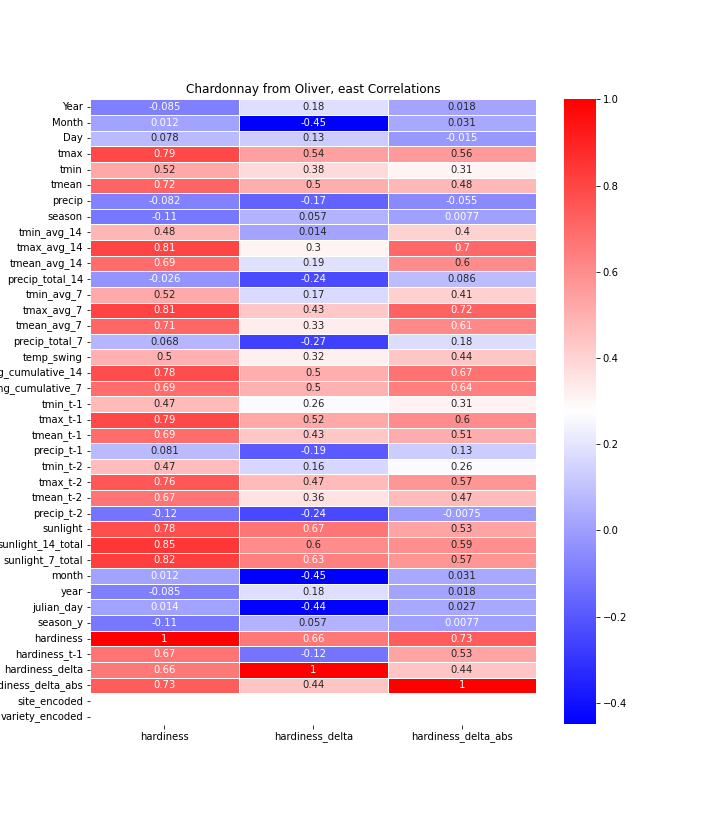 Chardonnay from Oliver, east Correlations
Year -0.085 0.18 0.018
Month 0.012 -0.45 0.031
Day 0.078 0.13 -0.015
tmax 0.79 0.54 0.56
tmin 0.52 0.38 0.31
tmean 0.72 0.5 0.48
precip -0.082 -0.17 -0.055
season -0.11 0.057 0.0077
tmin_avg_14 0.48 0.014 0.4
tmax_avg_14 0.81 0.3 0.7
tmean_avg_14 0.69 0.19 0.6
precip_total_14 -0.026 -0.24 0.086
tmin_avg_7 0.52 0.17 0.41
tmax_avg_7 0.81 0.43 0.72
tmean_avg_7 0.71 0.33 0.61
precip_total_7 0.068 -0.27 0.18
temp_swing 0.5 0.32 0.44
g_cumulative_14 0.78 0.5 0.67
ng_cumulative_7 0.69 0.5 0.64
tmin_t-1 0.47 0.26 0.31
tmax_t-1 0.79 0.52 0.6
tmean_t-1 0.69 0.43 0.51
precip_t-1 0.081 -0.19 0.13
tmin_t-2 0.47 0.16 0.26
tmax_t-2 0.76 0.47 0.57
tmean_t-2 0.67 0.36 0.47
precip_t-2 -0.12 -0.24 -0.0075
sunlight 0.78 0.67 0.53
sunlight_14_total 0.85 0.6 0.59
sunlight_7_total 0.82 0.63 0.57
month 0.012 -0.45 0.031
year -0.085 0.18 0.018
julian_day 0.014 -0.44 0.027
season_y -0.11 0.057 0.0077
hardiness 1 0.66 0.73
hardiness_t-1 0.67 -0.12 0.53
hardiness_delta 0.66 1 0.44
diness_delta_abs 0.73 0.44 1
site_encoded
variety_encoded
hardiness hardiness_delta hardiness_delta_abs
1.0
0.8
0.6
0.4
0.2
0.0
−0.2
−0.4